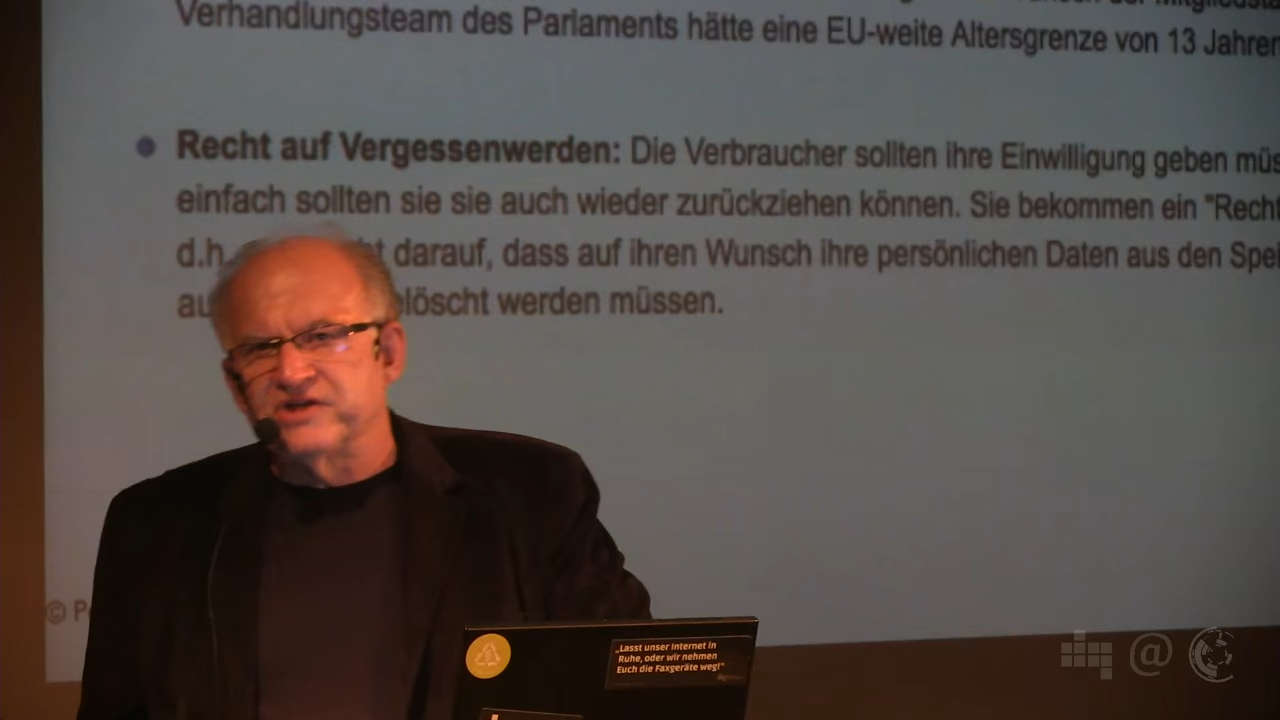 Verhandlungsteam des Parlaments hätte eine EU-weite Altersgrenze von 13 Jahren
Recht auf Vergessenwerden: Die Verbraucher sollten ihre Einwilligung geben müs
einfach sollten sie sie auch wieder zurückziehen können. Sie bekommen ein "Recht
d.h. t darauf, dass auf ihren Wunsch ihre persönlichen Daten aus den Spei
au löscht werden müssen.
©
„Lasst unser Internet in
Ruhe, oder wir nehmen
Euch die Faxgeräte weg!"
@